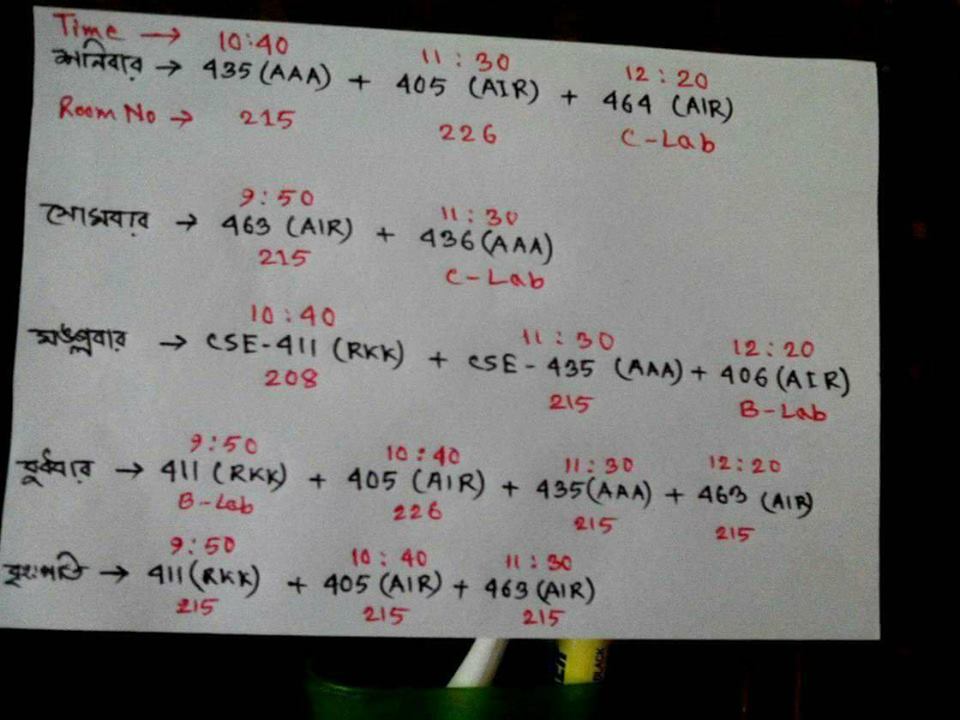 Time → 10:40 11:30 12:20
শনিবার → 435 (AAA) + 405 (AIR) + 464 (AIR)
Room No → 215 226 C-Lab
9:50 11:30
সোমবার → 463 (AIR) + 436 (AAA)
215 C-Lab
10:40 11:30 12:20
মঙ্গলবার → CSE-411 (RKK) + CSE-435 (AAA) + 406 (AIR)
208 215 B-Lab
9:50 10:40 11:30 12:20
বুধবার → 411 (RKK) + 405 (AIR) + 435 (AAA) + 463 (AIR)
B-Lab 226 215 215
9:50 10:40 11:30
বৃহঃপতি → 411 (RKK) + 405 (AIR) + 463 (AIR)
215 215 215
BLACK